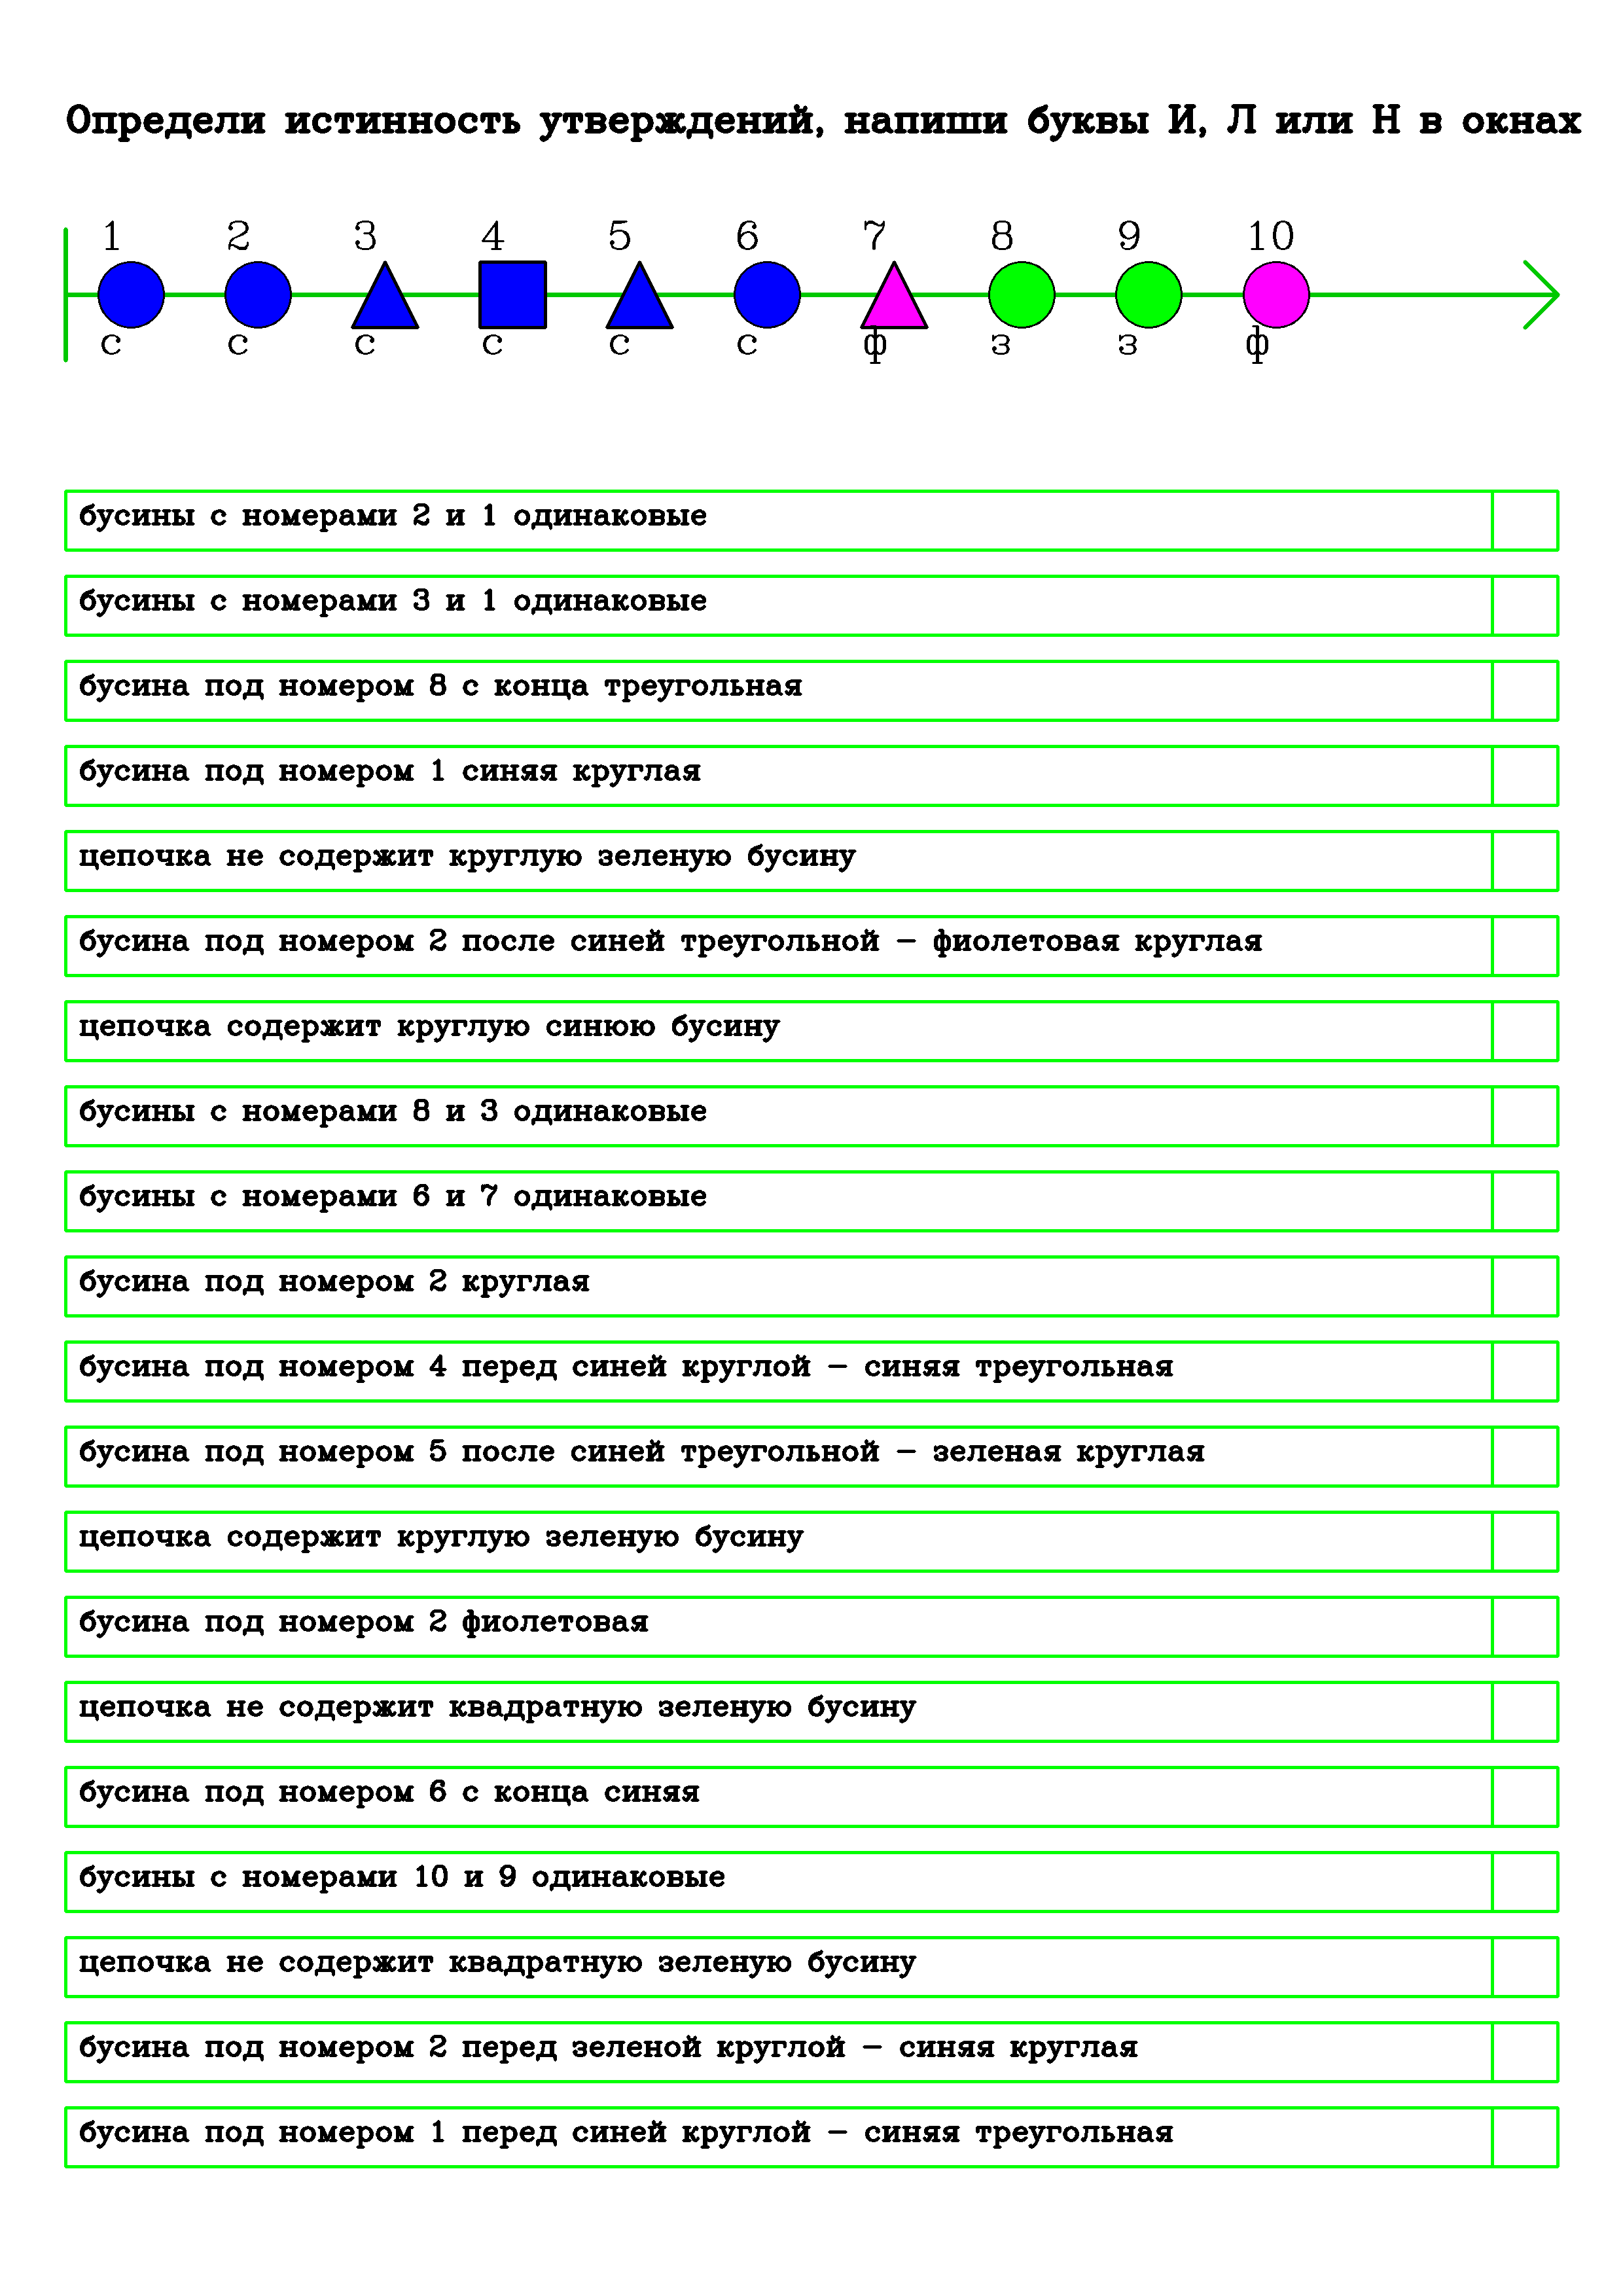 Определи истинность утверждений, напиши буквы И, Л или Н в окнах
1 2 3 4 5 6 7 8 9 10
с с с с с с ф з з ф
бусины с номерами 2 и 1 одинаковые
бусины с номерами 3 и 1 одинаковые
бусина под номером 8 с конца треугольная
бусина под номером 1 синяя круглая
цепочка не содержит круглую зеленую бусину
бусина под номером 2 после синей треугольной — фиолетовая круглая
цепочка содержит круглую синюю бусину
бусины с номерами 8 и 3 одинаковые
бусины с номерами 6 и 7 одинаковые
бусина под номером 2 круглая
бусина под номером 4 перед синей круглой — синяя треугольная
бусина под номером 5 после синей треугольной — зеленая круглая
цепочка содержит круглую зеленую бусину
бусина под номером 2 фиолетовая
цепочка не содержит квадратную зеленую бусину
бусина под номером 6 с конца синяя
бусины с номерами 10 и 9 одинаковые
цепочка не содержит квадратную зеленую бусину
бусина под номером 2 перед зеленой круглой — синяя круглая
бусина под номером 1 перед синей круглой — синяя треугольная